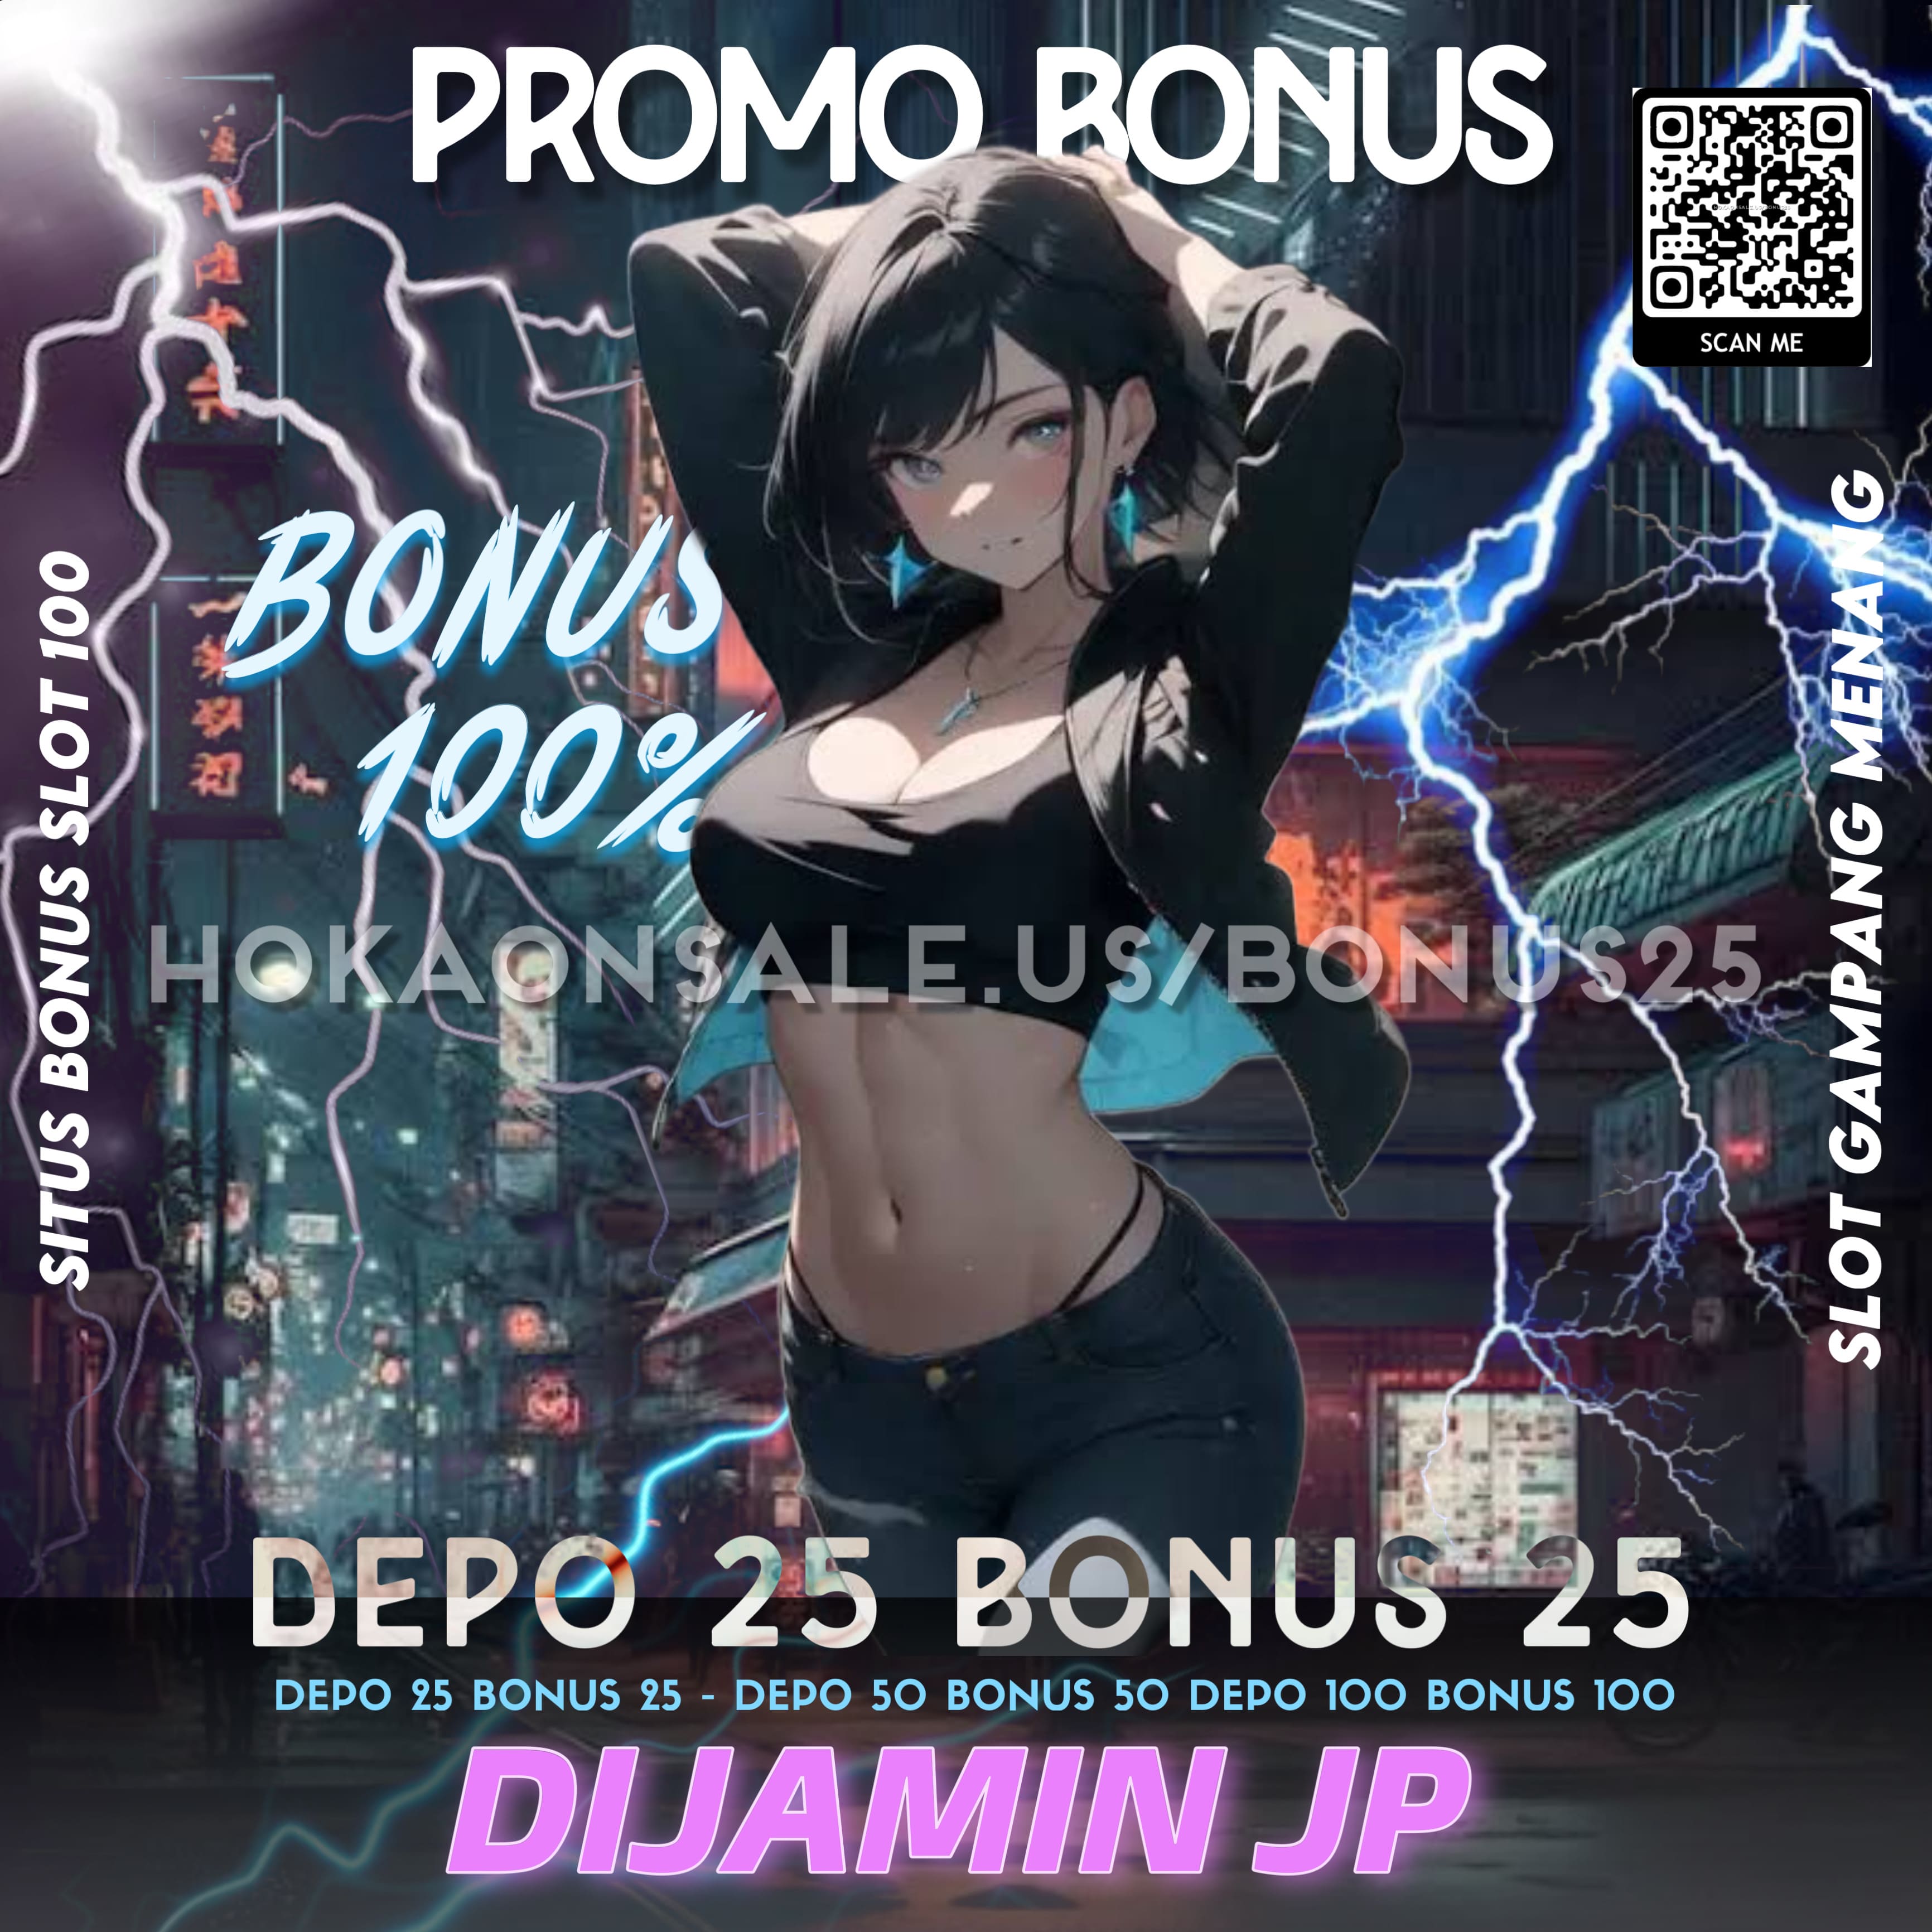 PROMO BONUS
SCAN ME
BONUS
100%
SITUS BONUS SLOT 100
SLOT GAMPANG MENANG
HOKAONSALE.US/BONUS25
DEPO 25 BONUS 25
DEPO 25 BONUS 25 - DEPO 50 BONUS 50 DEPO 100 BONUS 100
DIJAMIN JP